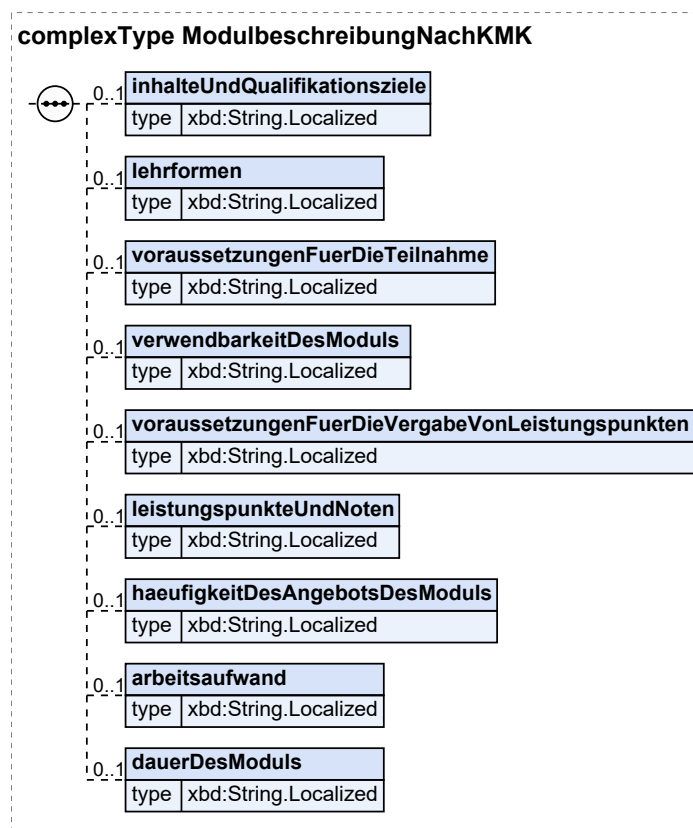 complexType ModulbeschreibungNachKMK
0..1 inhalteUndQualifikationsziele
type xbd:String.Localized
0..1 lehrformen
type xbd:String.Localized
0..1 voraussetzungenFuerDieTeilnahme
type xbd:String.Localized
0..1 verwendbarkeitDesModuls
type xbd:String.Localized
0..1 voraussetzungenFuerDieVergabeVonLeistungspunkten
type xbd:String.Localized
0..1 leistungspunkteUndNoten
type xbd:String.Localized
0..1 haeufigkeitDesAngebotsDesModuls
type xbd:String.Localized
0..1 arbeitsaufwand
type xbd:String.Localized
0..1 dauerDesModuls
type xbd:String.Localized